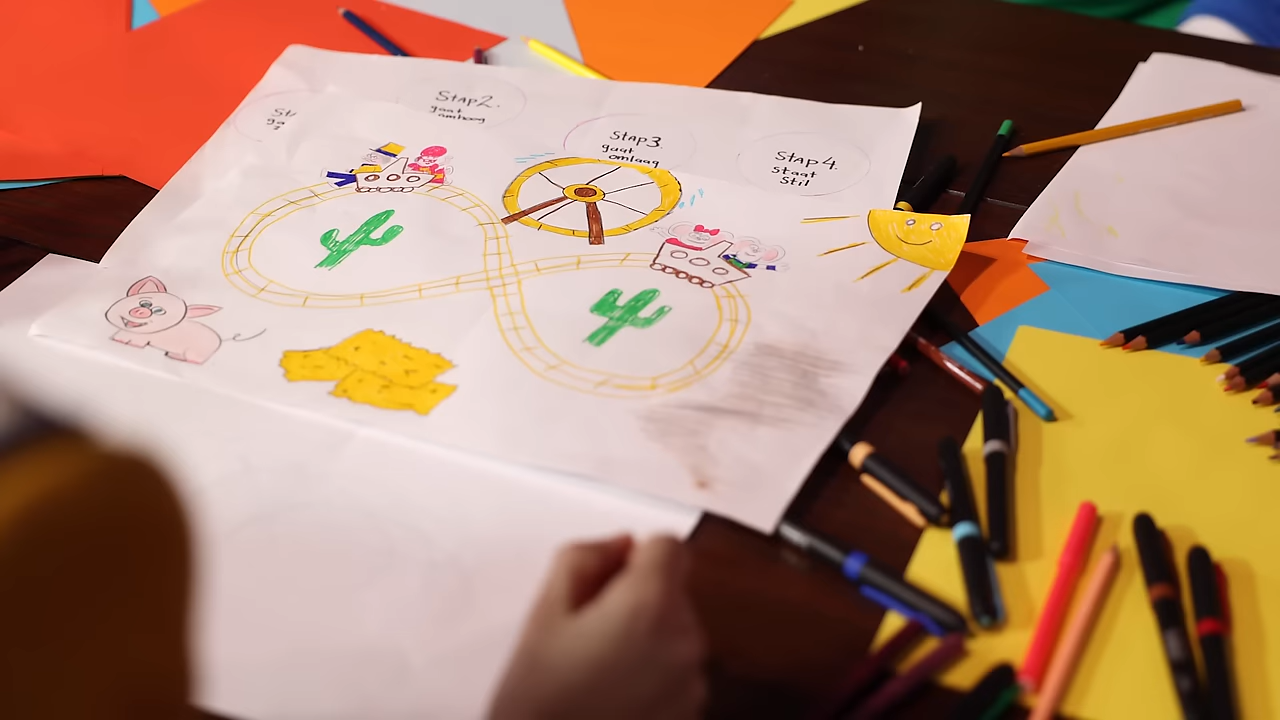 Stap2.
gaat
omhoog
Stap3
gaat
omlaag
Stap4.
staat
Stil